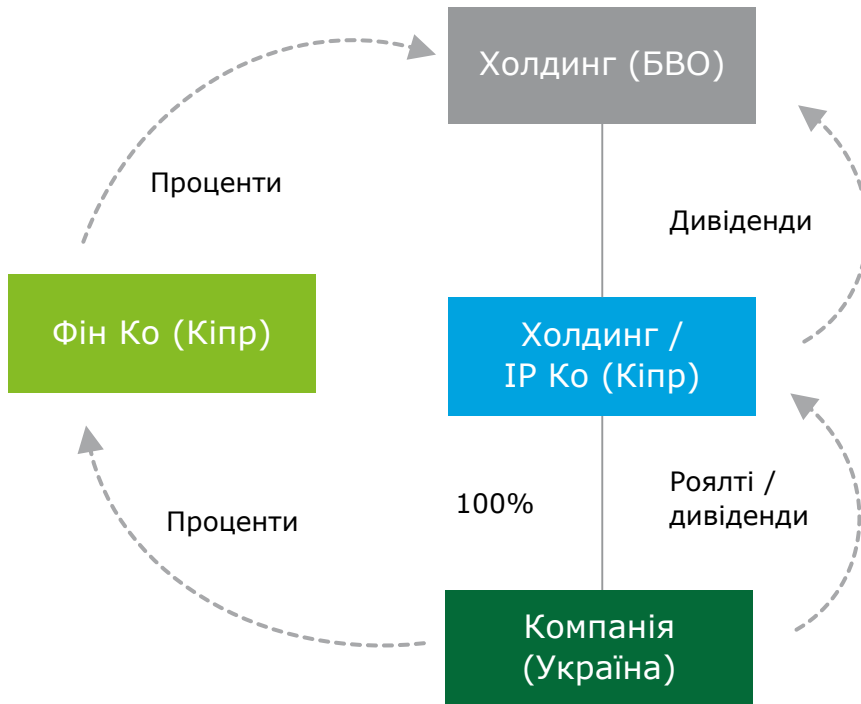 Холдинг (БВО)
Проценти
Дивіденди
Фін Ко (Кіпр)
Холдинг /
IP Ко (Кіпр)
100%
Роялті /
дивіденди
Проценти
Компанія
(Україна)